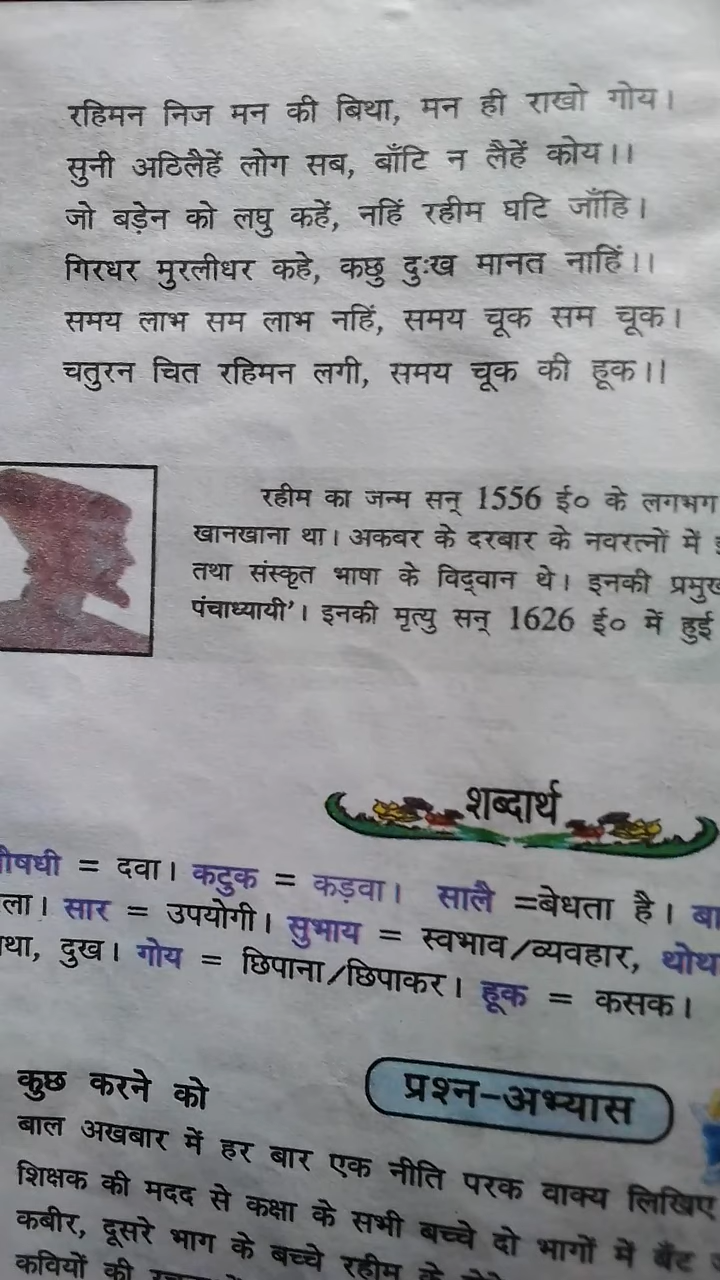 रहिमन निज मन की बिथा, मन ही राखो गोय।
सुनी अठिलैहें लोग सब, बाँटि न लैहें कोय।।
जो बड़ेन को लघु कहें, नहिं रहीम घटि जाँहि।
गिरधर मुरलीधर कहे, कछु दुःख मानत नाहिं।।
समय लाभ सम लाभ नहिं, समय चूक सम चूक।
चतुरन चित रहिमन लगी, समय चूक की हूक।।
रहीम का जन्म सन् 1556 ई० के लगभग
खानखाना था। अकबर के दरबार के नवरत्नों में
तथा संस्कृत भाषा के विद्वान थे। इनकी प्रमुख
पंचाध्यायी'। इनकी मृत्यु सन् 1626 ई० में हुई
शब्दार्थ
= दवा। कटुक = कड़वा। सालै =बेधता है।
सार = उपयोगी। सुभाय = स्वभाव/व्यवहार,
दुख। गोय = छिपाना/छिपाकर। हूक = कसक।
प्रश्न-अभ्यास
कुछ करने को
बाल अखबार में हर बार एक नीति परक वाक्य लिखिए
शिक्षक की मदद से कक्षा के सभी बच्चे दो भागों में बँट
कबीर, दूसरे भाग के बच्चे रहीम के
कवियों की